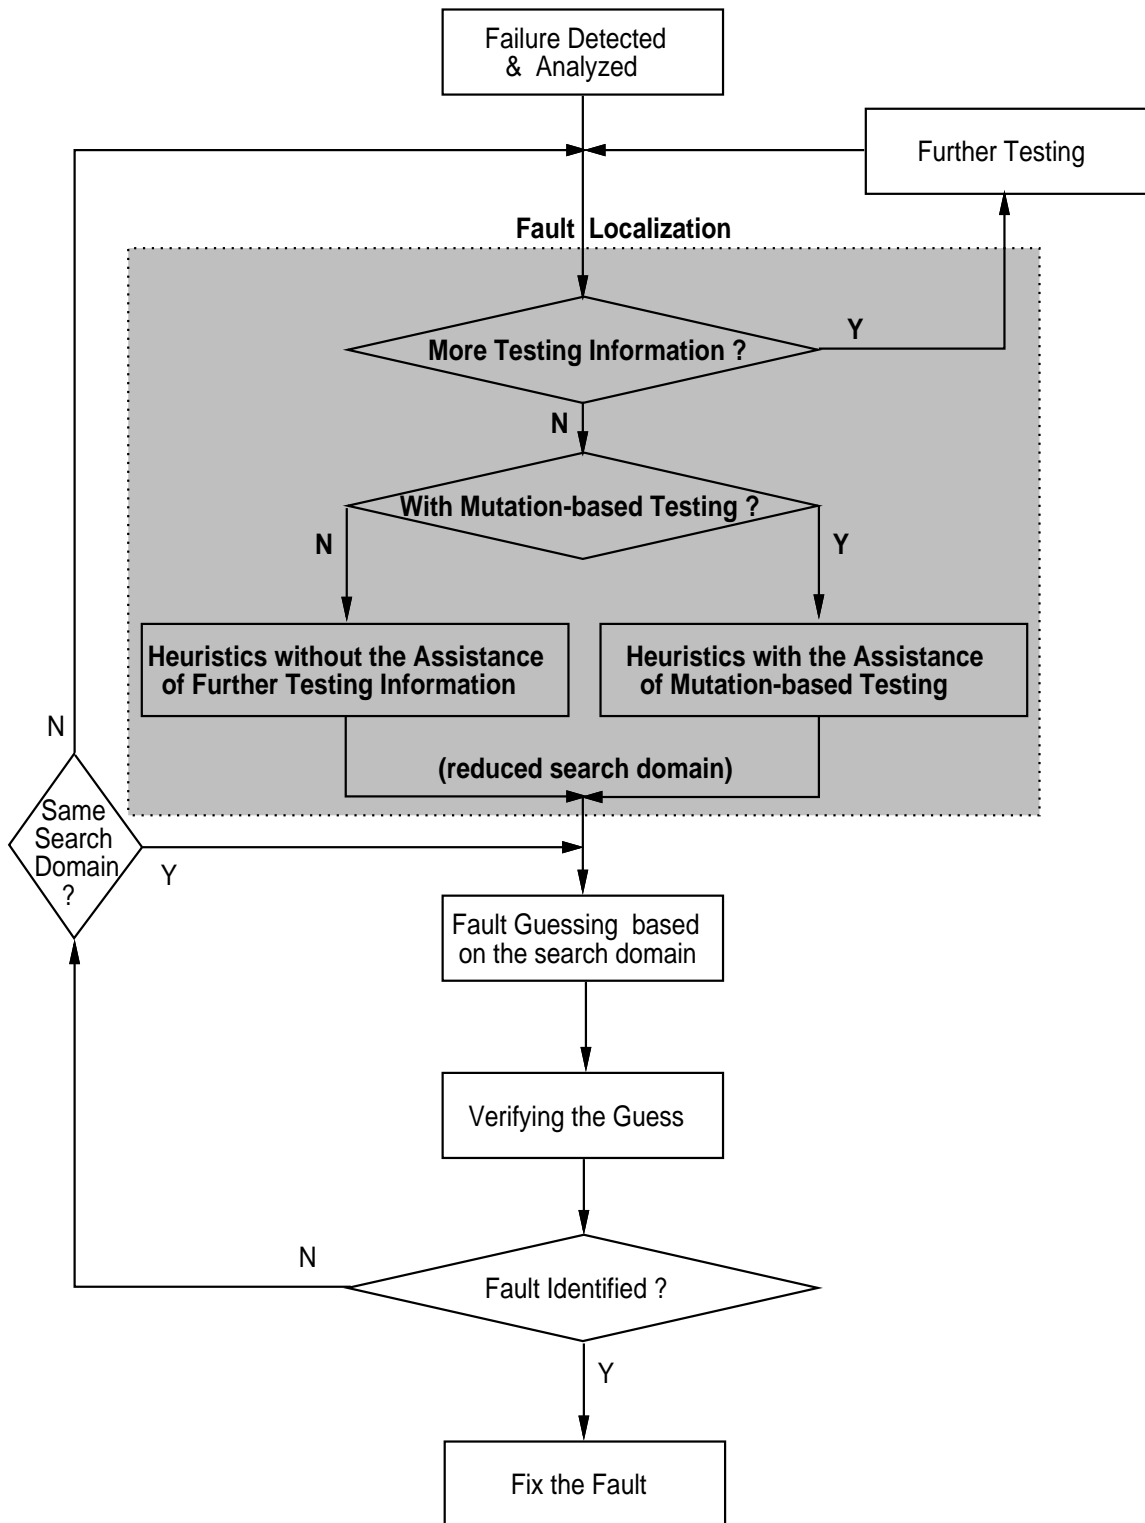 Failure Detected
& Analyzed
Further Testing
Fault Localization
More Testing Information ?
Y
N
With Mutation-based Testing ?
N
Y
Heuristics without the Assistance
of Further Testing Information
Heuristics with the Assistance
of Mutation-based Testing
N
(reduced search domain)
Same
Search
Domain
?
Y
Fault Guessing based
on the search domain
Verifying the Guess
N
Fault Identified ?
Y
Fix the Fault